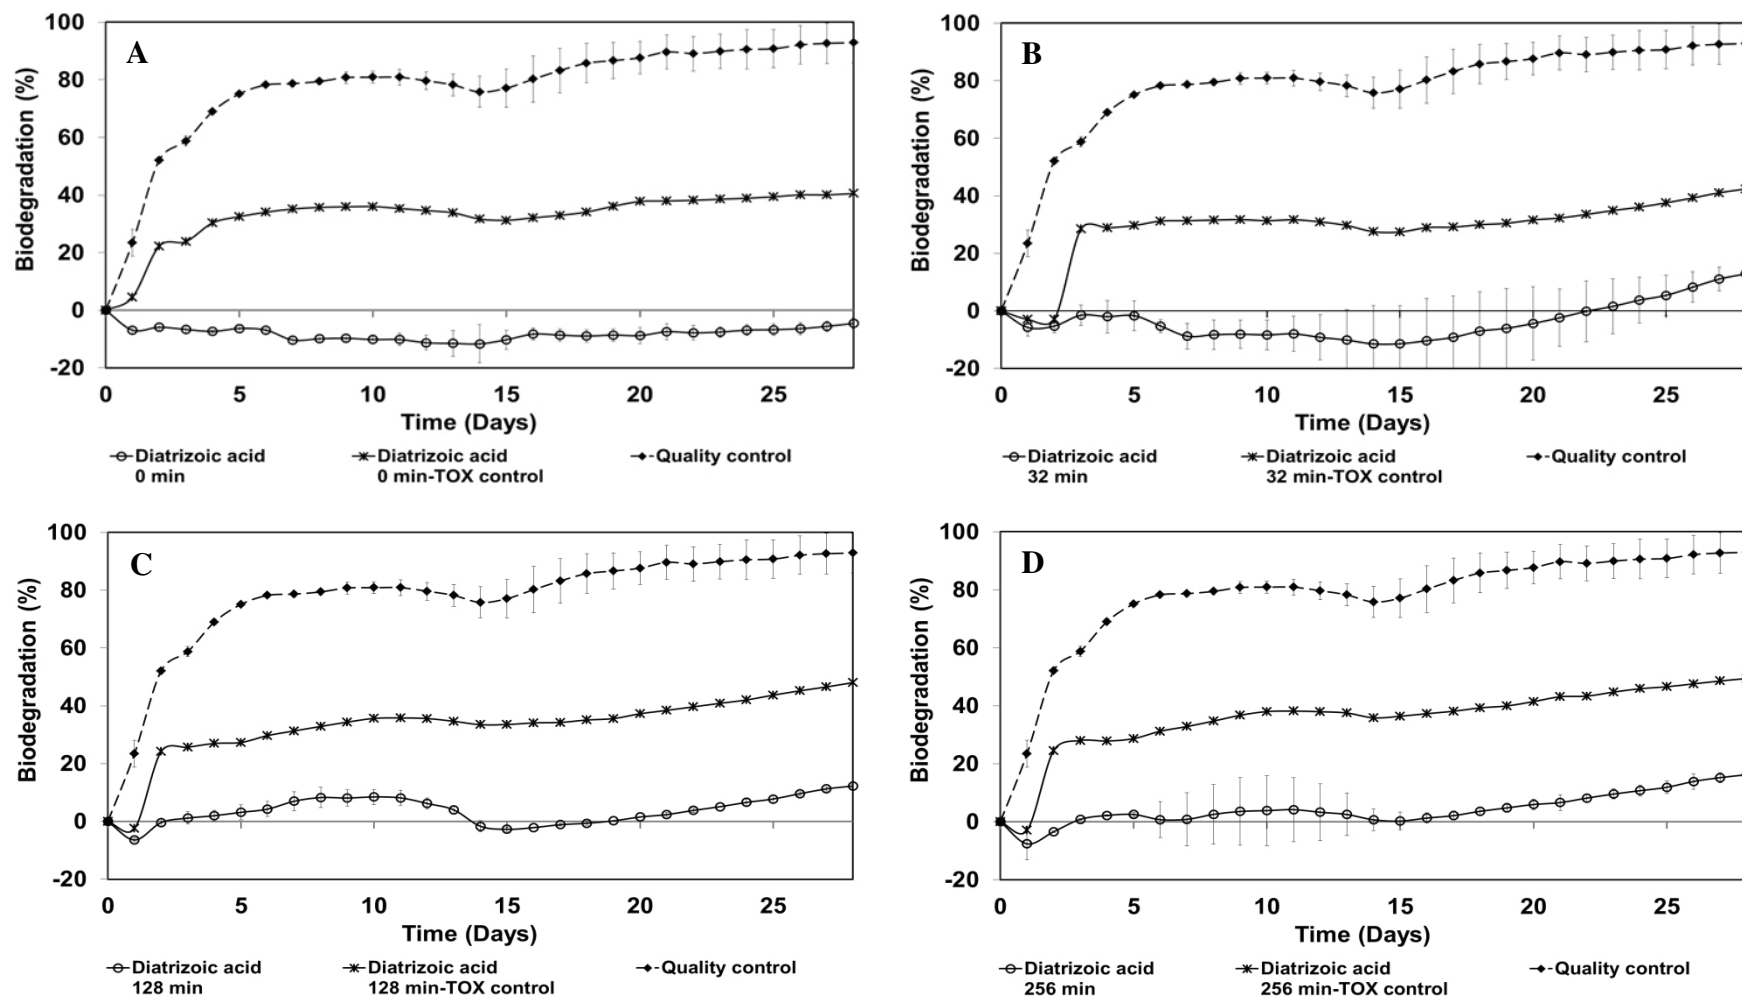 A
Biodegradation (%)
100
80
60
40
20
0
-20
0 5 10 15 20 25
Time (Days)
Diatrizoic acid 0 min
Diatrizoic acid 0 min-TOX control
Quality control
B
Biodegradation (%)
100
80
60
40
20
0
-20
0 5 10 15 20 25
Time (Days)
Diatrizoic acid 32 min
Diatrizoic acid 32 min-TOX control
Quality control
C
Biodegradation (%)
100
80
60
40
20
0
-20
0 5 10 15 20 25
Time (Days)
Diatrizoic acid 128 min
Diatrizoic acid 128 min-TOX control
Quality control
D
Biodegradation (%)
100
80
60
40
20
0
-20
0 5 10 15 20 25
Time (Days)
Diatrizoic acid 256 min
Diatrizoic acid 256 min-TOX control
Quality control